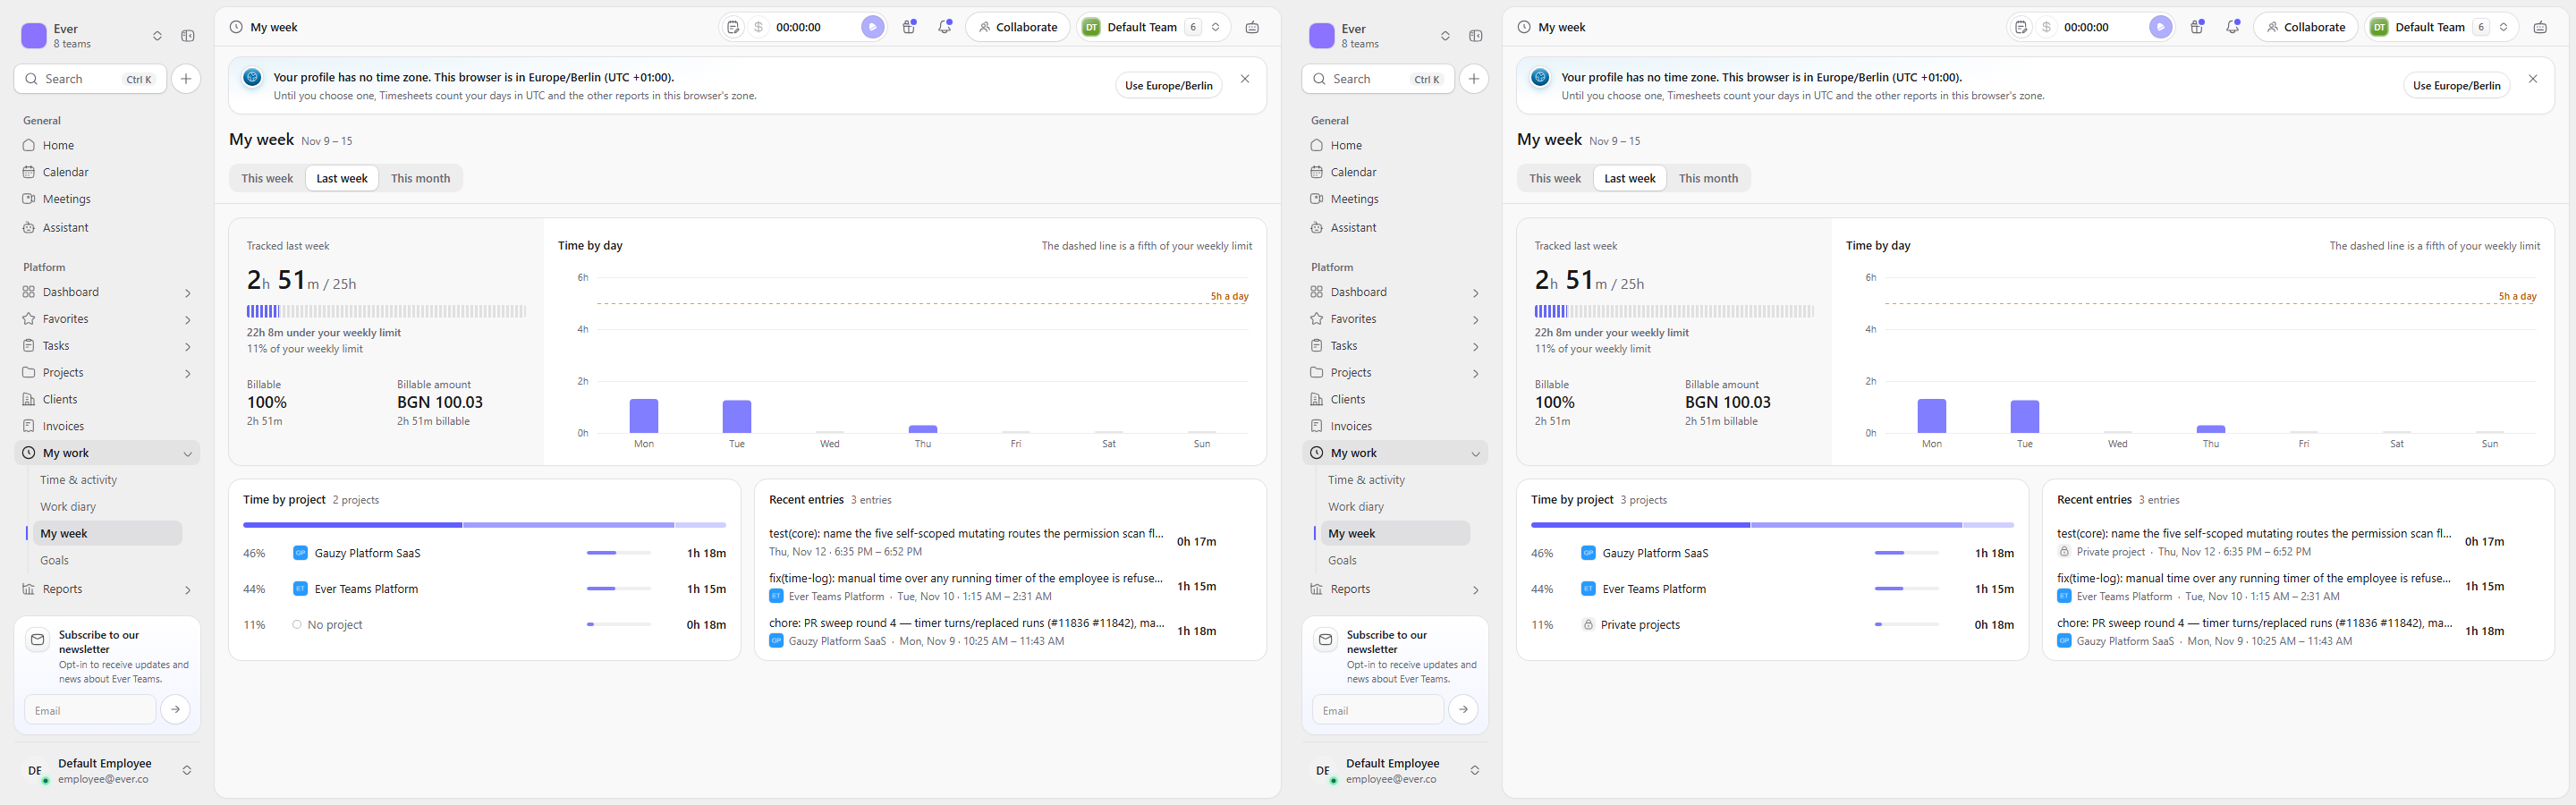 Ever
8 teams
Search
Ctrl K
General
Home
Calendar
Meetings
Assistant
Platform
Dashboard
Favorites
Tasks
Projects
Clients
Invoices
My work
Time & activity
Work diary
My week
Goals
Reports
Subscribe to our
newsletter
Opt-in to receive updates and
news about Ever Teams.
Email
DE
Default Employee
employee@ever.co
My week
$
00:00:00
Collaborate
DT
Default Team
6
Your profile has no time zone. This browser is in Europe/Berlin (UTC +01:00).
Until you choose one, Timesheets count your days in UTC and the other reports in this browser's zone.
Use Europe/Berlin
My week Nov 9 – 15
This week
Last week
This month
Tracked last week
2h 51m / 25h
22h 8m under your weekly limit
11% of your weekly limit
Billable
100%
2h 51m
Billable amount
BGN 100.03
2h 51m billable
Time by day
The dashed line is a fifth of your weekly limit
6h
5h a day
4h
2h
0h
Mon
Tue
Wed
Thu
Fri
Sat
Sun
Time by project 2 projects
46% GP Gauzy Platform SaaS 1h 18m
44% ET Ever Teams Platform 1h 15m
11% No project 0h 18m
Recent entries 3 entries
test(core): name the five self-scoped mutating routes the permission scan fl...
Thu, Nov 12 · 6:35 PM – 6:52 PM
0h 17m
fix(time-log): manual time over any running timer of the employee is refuse...
ET Ever Teams Platform · Tue, Nov 10 · 1:15 AM – 2:31 AM
1h 15m
chore: PR sweep round 4 — timer turns/replaced runs (#11836 #11842), ma...
GP Gauzy Platform SaaS · Mon, Nov 9 · 10:25 AM – 11:43 AM
1h 18m
Ever
8 teams
Search
Ctrl K
General
Home
Calendar
Meetings
Assistant
Platform
Dashboard
Favorites
Tasks
Projects
Clients
Invoices
My work
Time & activity
Work diary
My week
Goals
Reports
Subscribe to our
newsletter
Opt-in to receive updates and
news about Ever Teams.
Email
DE
Default Employee
employee@ever.co
My week
$
00:00:00
Collaborate
DT
Default Team
6
Your profile has no time zone. This browser is in Europe/Berlin (UTC +01:00).
Until you choose one, Timesheets count your days in UTC and the other reports in this browser's zone.
Use Europe/Berlin
My week Nov 9 – 15
This week
Last week
This month
Tracked last week
2h 51m / 25h
22h 8m under your weekly limit
11% of your weekly limit
Billable
100%
2h 51m
Billable amount
BGN 100.03
2h 51m billable
Time by day
The dashed line is a fifth of your weekly limit
6h
5h a day
4h
2h
0h
Mon
Tue
Wed
Thu
Fri
Sat
Sun
Time by project 3 projects
46% GP Gauzy Platform SaaS 1h 18m
44% ET Ever Teams Platform 1h 15m
11% Private projects 0h 18m
Recent entries 3 entries
test(core): name the five self-scoped mutating routes the permission scan fl...
Private project · Thu, Nov 12 · 6:35 PM – 6:52 PM
0h 17m
fix(time-log): manual time over any running timer of the employee is refuse...
ET Ever Teams Platform · Tue, Nov 10 · 1:15 AM – 2:31 AM
1h 15m
chore: PR sweep round 4 — timer turns/replaced runs (#11836 #11842), ma...
GP Gauzy Platform SaaS · Mon, Nov 9 · 10:25 AM – 11:43 AM
1h 18m